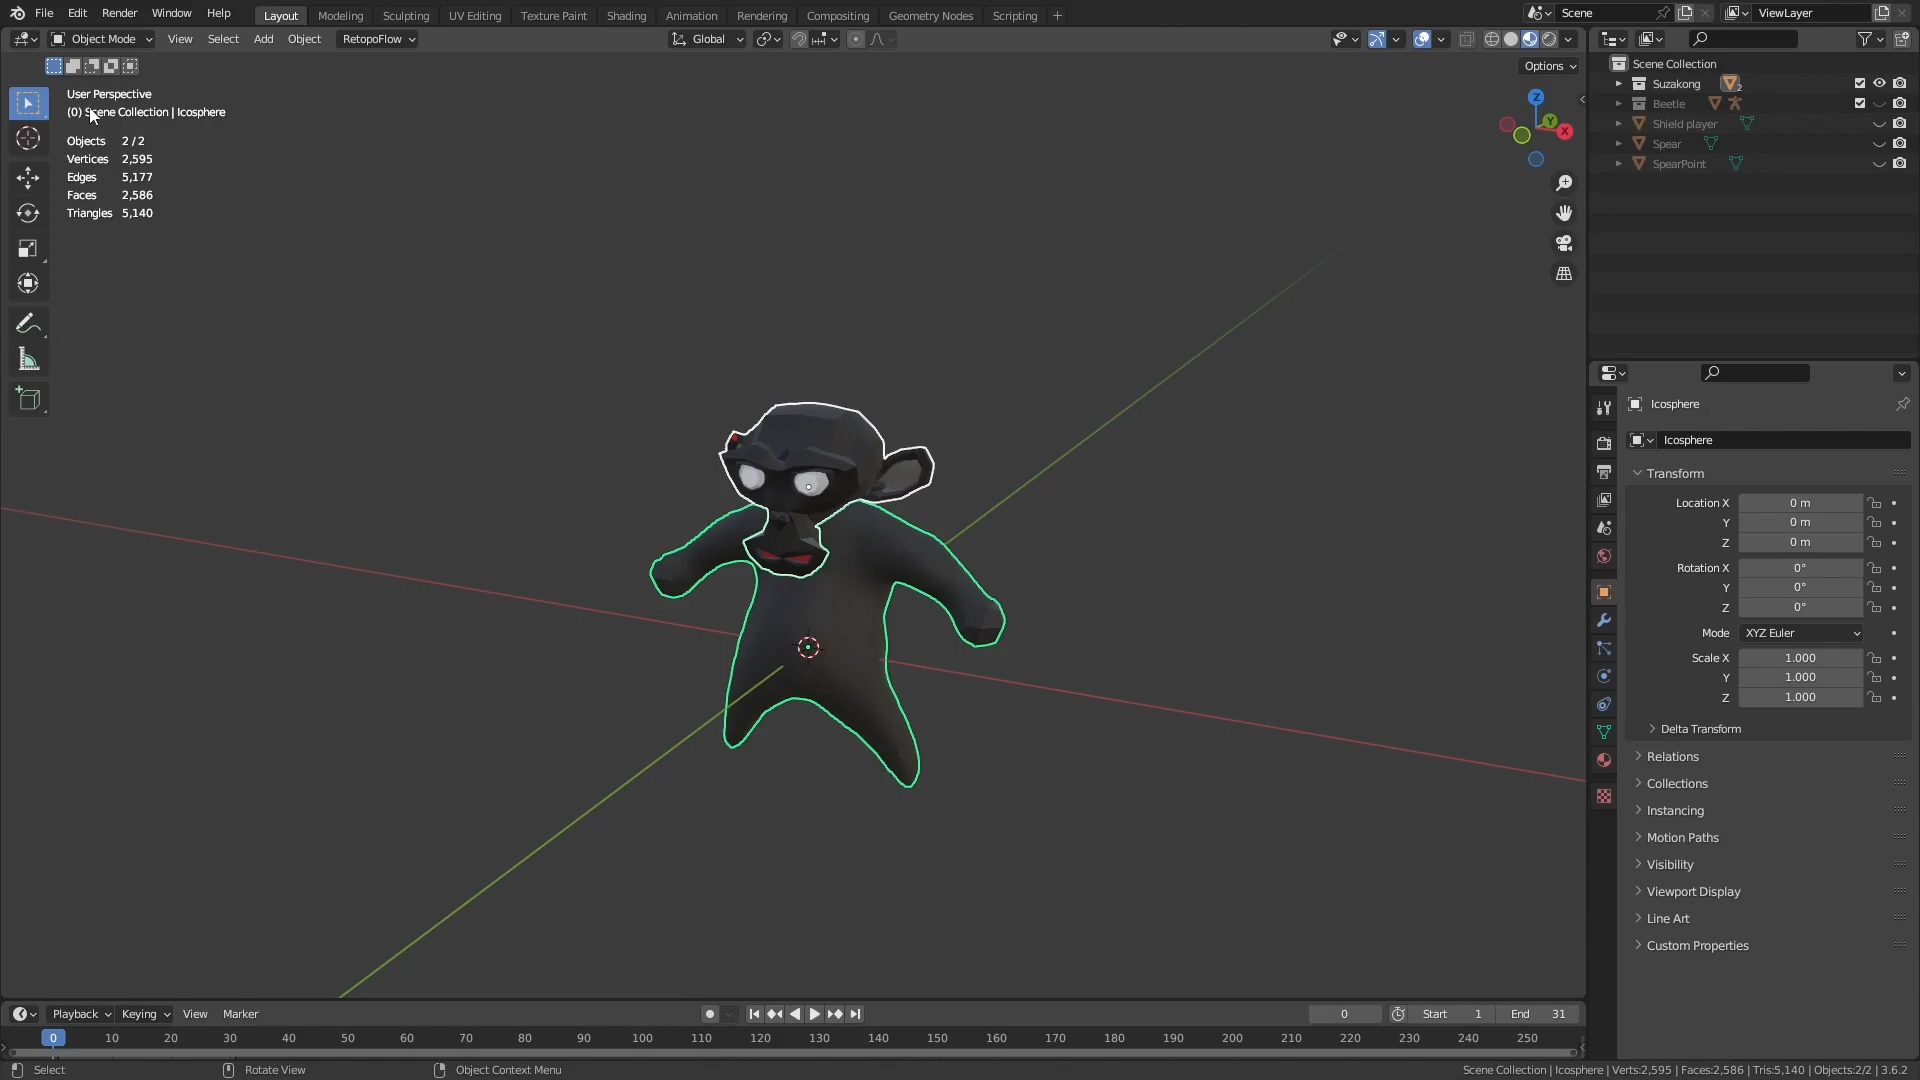 File Edit Render Window Help
Layout Modeling Sculpting UV Editing Texture Paint Shading Animation Rendering Compositing Geometry Nodes Scripting +
Scene
ViewLayer
Object Mode View Select Add Object RetopoFlow
Global
Options
User Perspective
(0) Scene Collection | Icosphere
Objects 2 / 2
Vertices 2,595
Edges 5,177
Faces 2,586
Triangles 5,140
Z
Y
X
Scene Collection
Suzakong 2
Beetle
Shield player
Spear
SpearPoint
Icosphere
Icosphere
Transform
Location X 0 m
Y 0 m
Z 0 m
Rotation X 0°
Y 0°
Z 0°
Mode XYZ Euler
Scale X 1.000
Y 1.000
Z 1.000
Delta Transform
Relations
Collections
Instancing
Motion Paths
Visibility
Viewport Display
Line Art
Custom Properties
Playback Keying View Marker
0
Start 1
End 31
0 10 20 30 40 50 60 70 80 90 100 110 120 130 140 150 160 170 180 190 200 210 220 230 240 250
Select
Rotate View
Object Context Menu
Scene Collection | Icosphere | Verts:2,595 | Faces:2,586 | Tris:5,140 | Objects:2/2 | 3.6.2